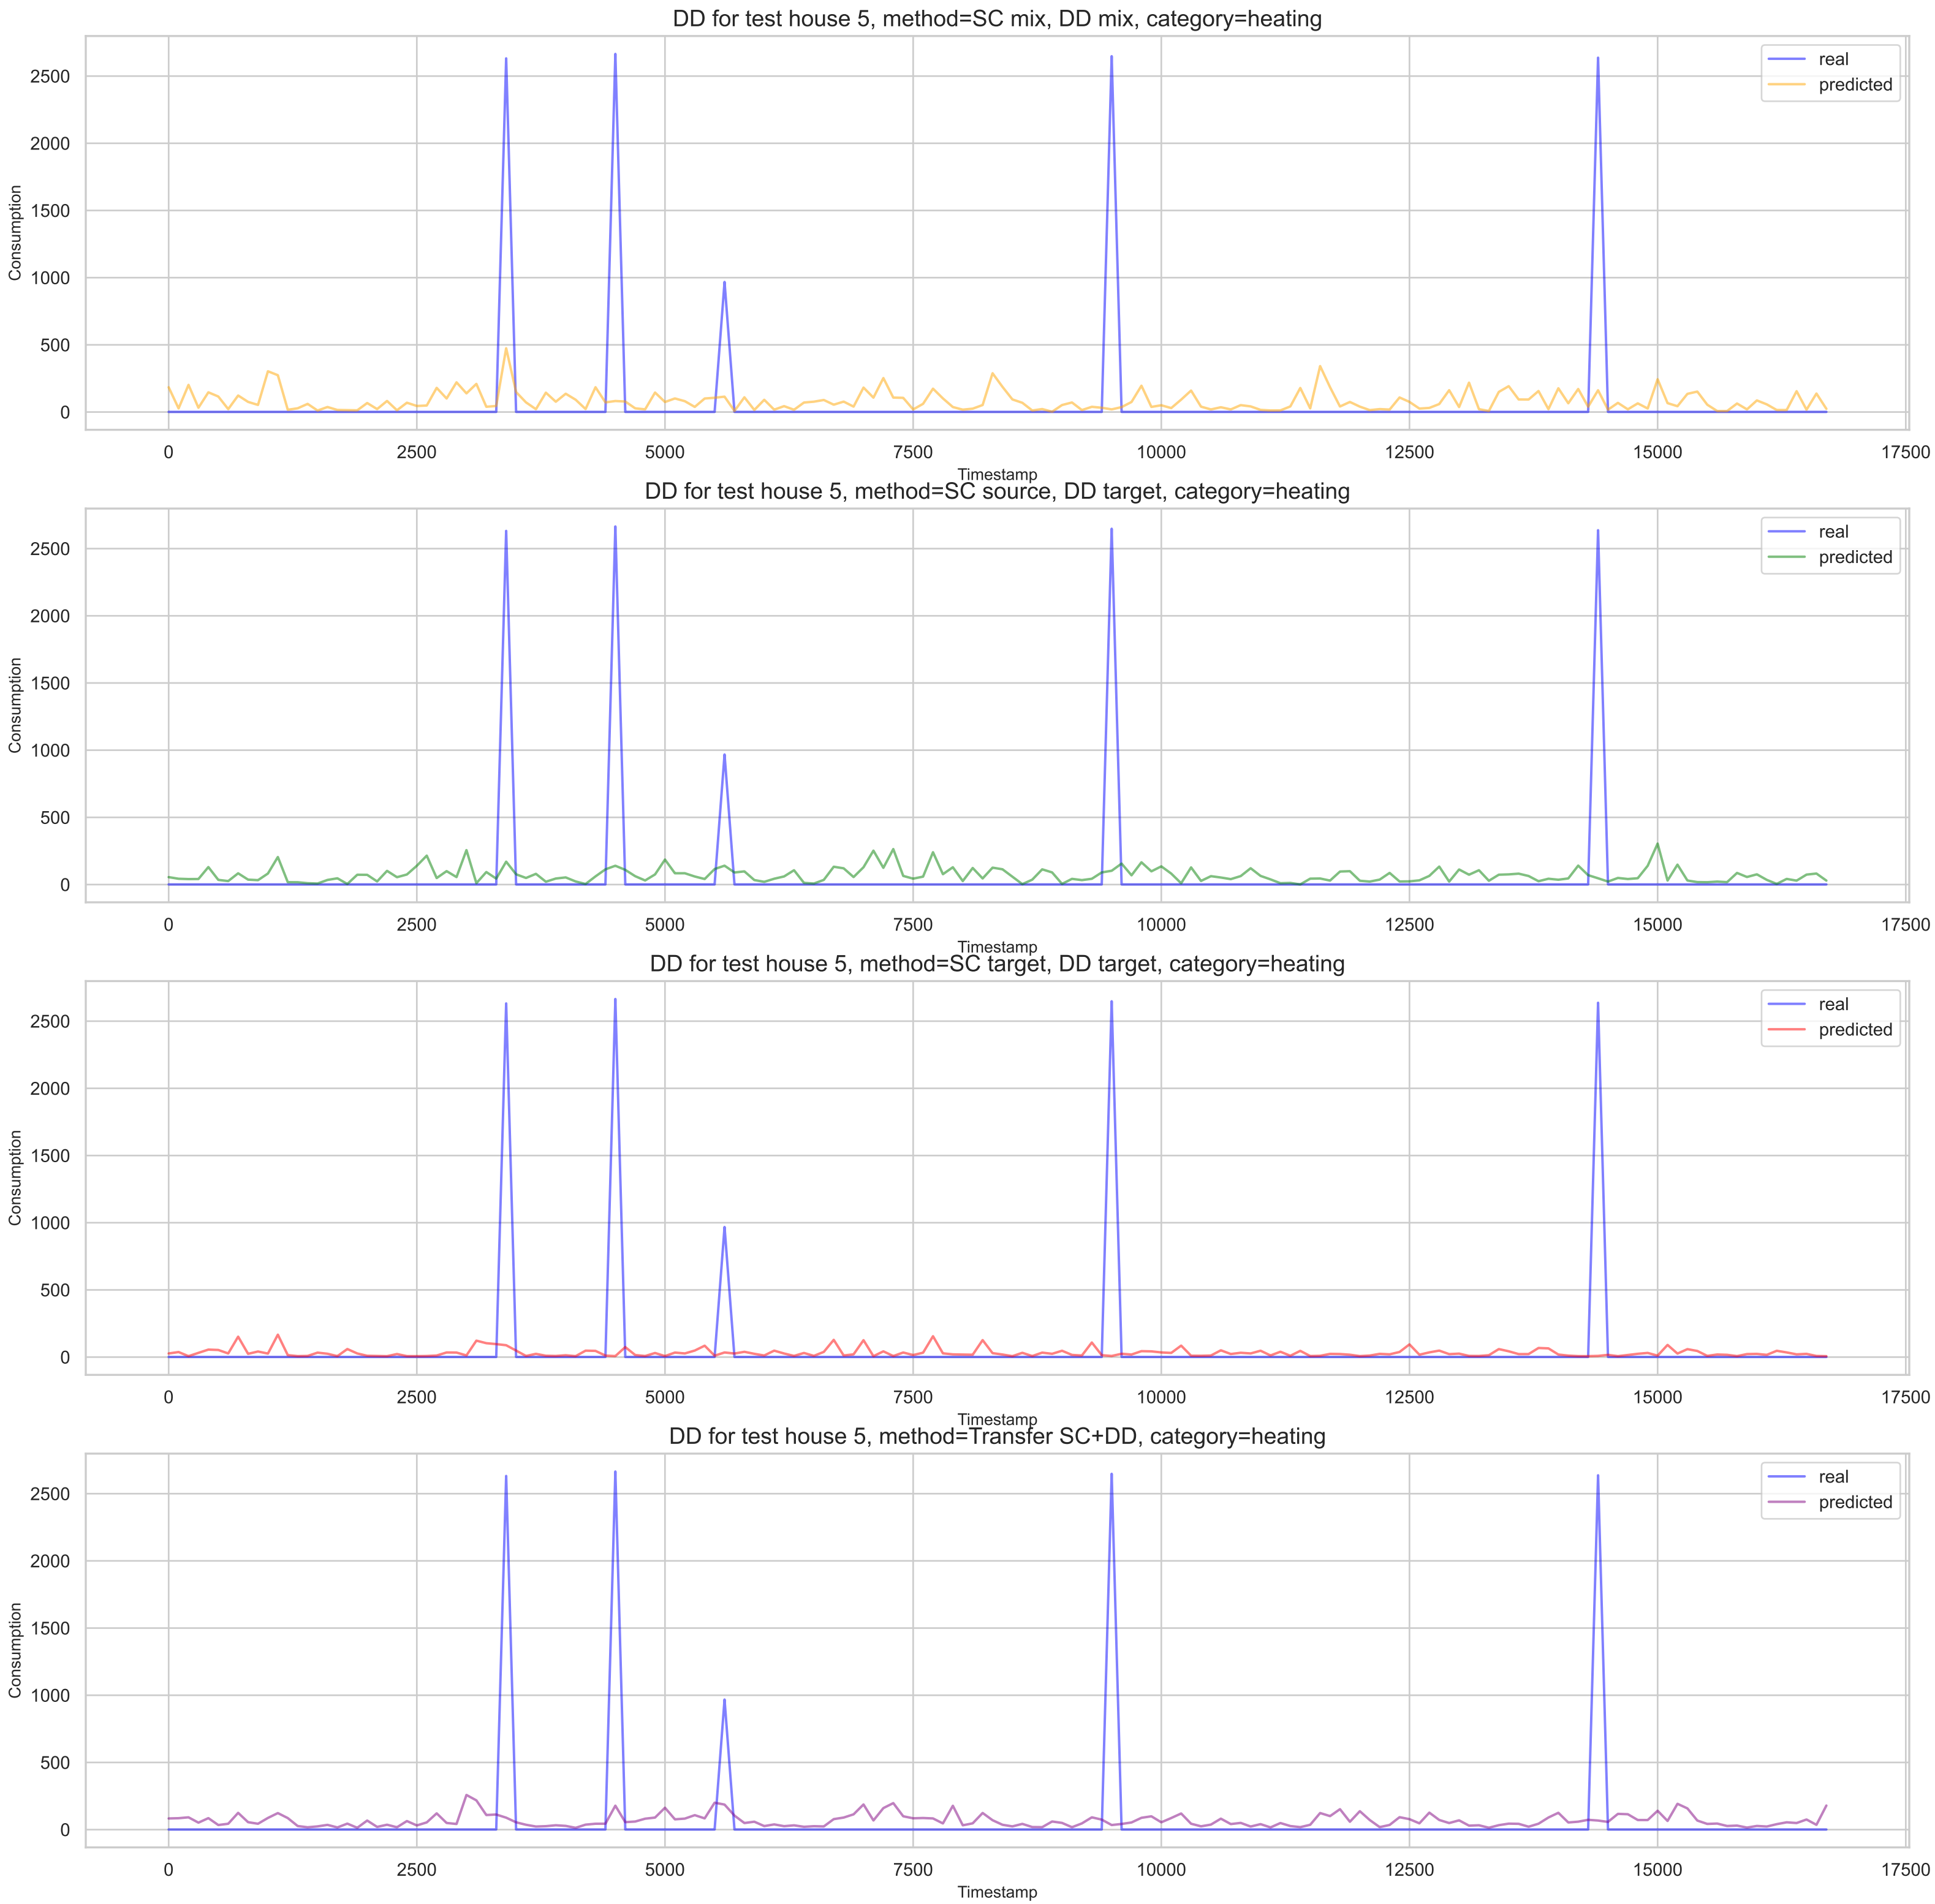 DD for test house 5, method=SC mix, DD mix, category=heating
real
predicted
Consumption
2500
2000
1500
1000
500
0
0 2500 5000 7500 10000 12500 15000 17500
Timestamp
DD for test house 5, method=SC source, DD target, category=heating
real
predicted
Consumption
2500
2000
1500
1000
500
0
0 2500 5000 7500 10000 12500 15000 17500
Timestamp
DD for test house 5, method=SC target, DD target, category=heating
real
predicted
Consumption
2500
2000
1500
1000
500
0
0 2500 5000 7500 10000 12500 15000 17500
Timestamp
DD for test house 5, method=Transfer SC+DD, category=heating
real
predicted
Consumption
2500
2000
1500
1000
500
0
0 2500 5000 7500 10000 12500 15000 17500
Timestamp